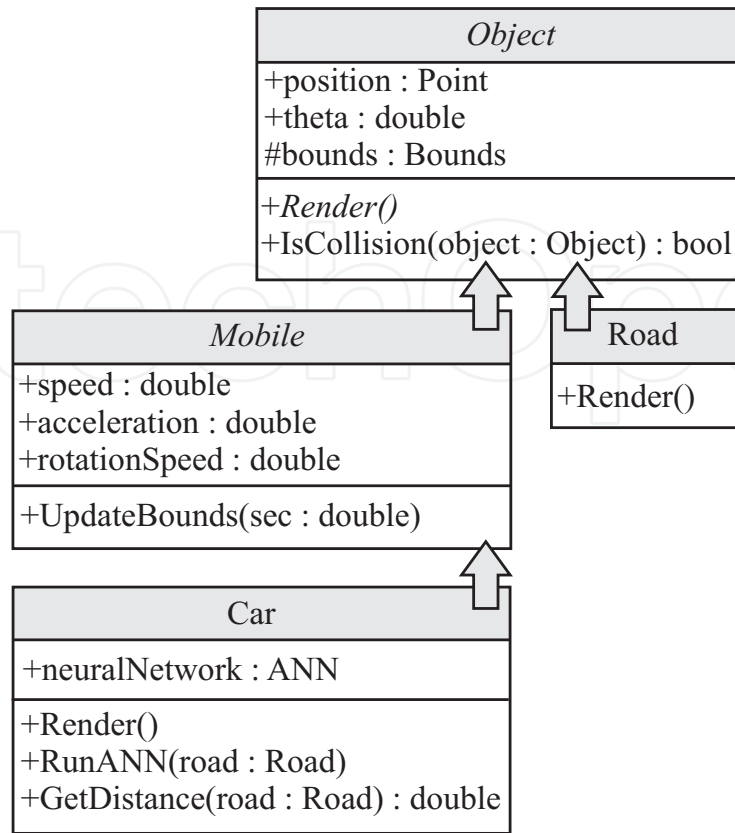 Object
+position : Point
+theta : double
#bounds : Bounds
+Render()
+IsCollision(object : Object) : bool
Mobile
+speed : double
+acceleration : double
+rotationSpeed : double
+UpdateBounds(sec : double)
Road
+Render()
Car
+neuralNetwork : ANN
+Render()
+RunANN(road : Road)
+GetDistance(road : Road) : double